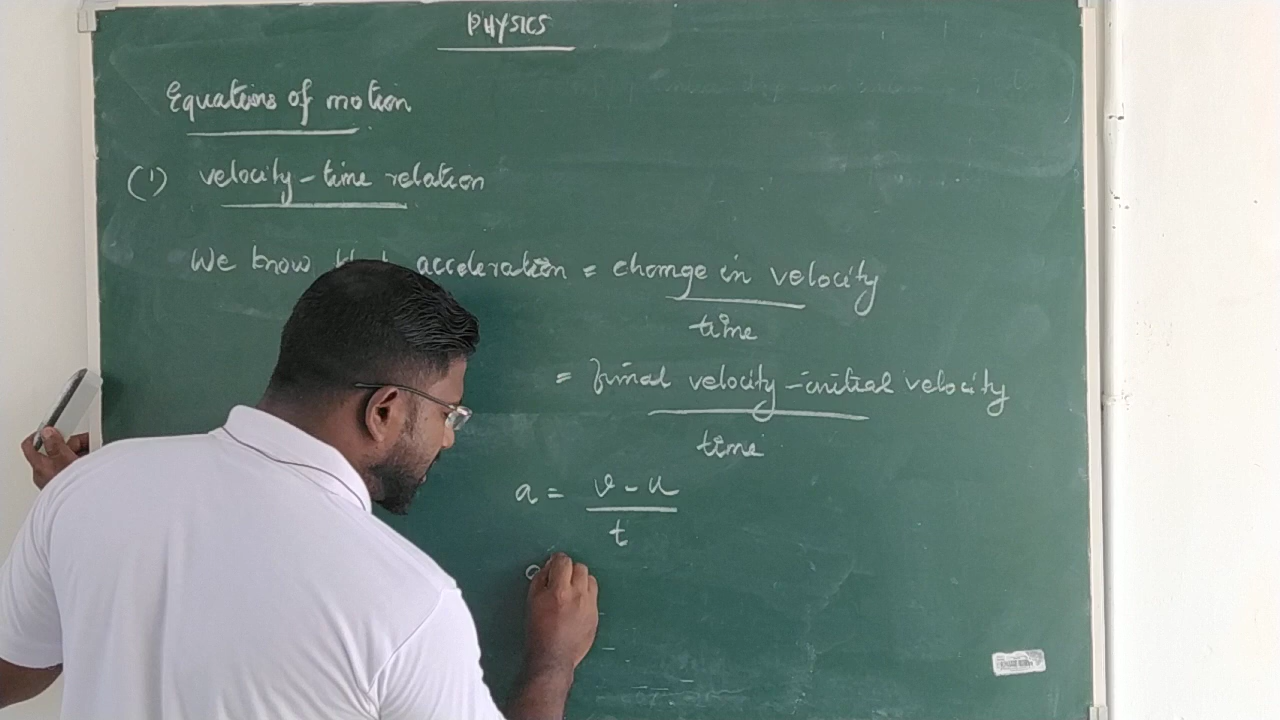 PHYSICS
Equations of motion
(1) velocity - time relation
We know acceleration = change in velocity
time
= final velocity - initial velocity
time
a = v - u
t